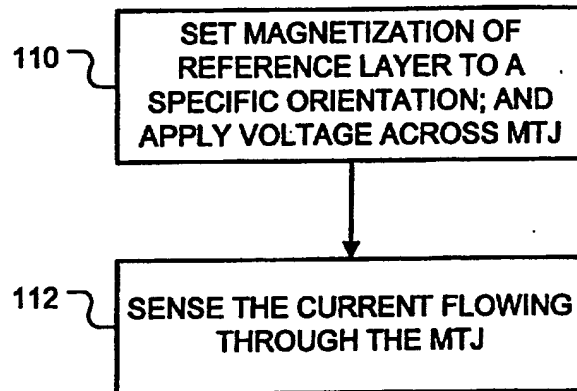 110
SET MAGNETIZATION OF
REFERENCE LAYER TO A
SPECIFIC ORIENTATION; AND
APPLY VOLTAGE ACROSS MTJ
112
SENSE THE CURRENT FLOWING
THROUGH THE MTJ